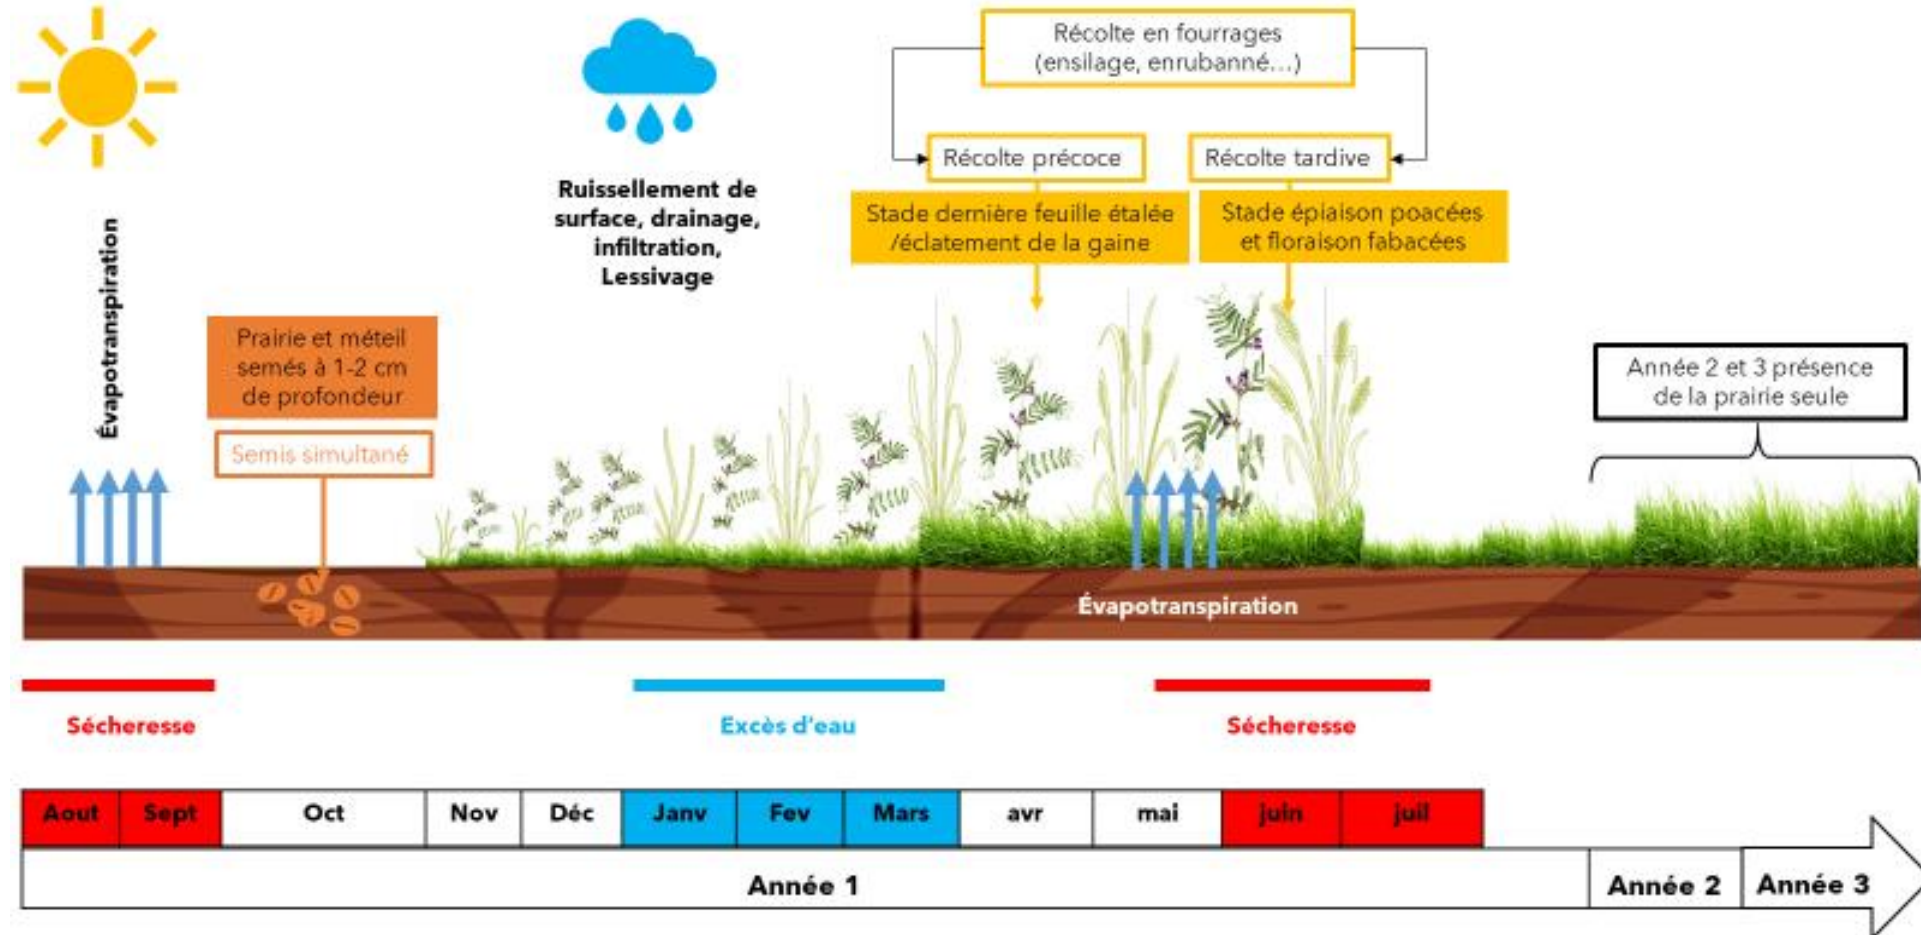 Récolte en fourrages
(ensilage, enrubanné…)
Récolte précoce
Récolte tardive
Ruissellement de
surface, drainage,
infiltration,
Lessivage
Stade dernière feuille étalée
/éclatement de la gaine
Stade épiaison poacées
et floraison fabacées
Évapotranspiration
Prairie et méteil
semés à 1-2 cm
de profondeur
Semis simultané
Année 2 et 3 présence
de la prairie seule
Évapotranspiration
Sécheresse
Excès d'eau
Sécheresse
Aout Sept Oct Nov Déc Janv Fev Mars avr mai juin juil
Année 1 Année 2 Année 3